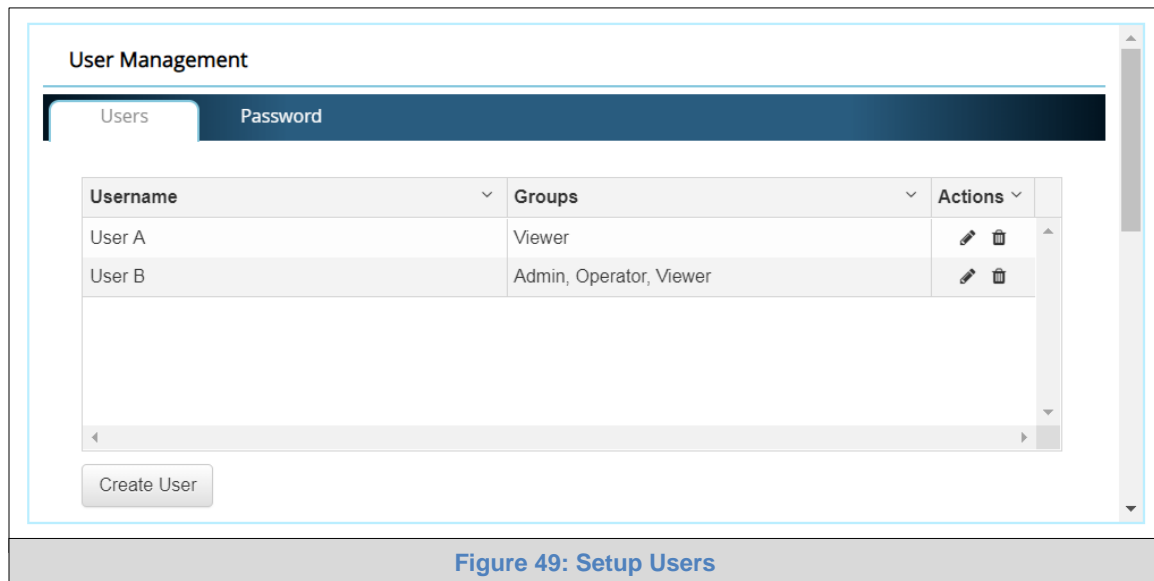 User Management
Users Password
Username Groups Actions
User A Viewer
User B Admin, Operator, Viewer
Create User
Figure 49: Setup Users